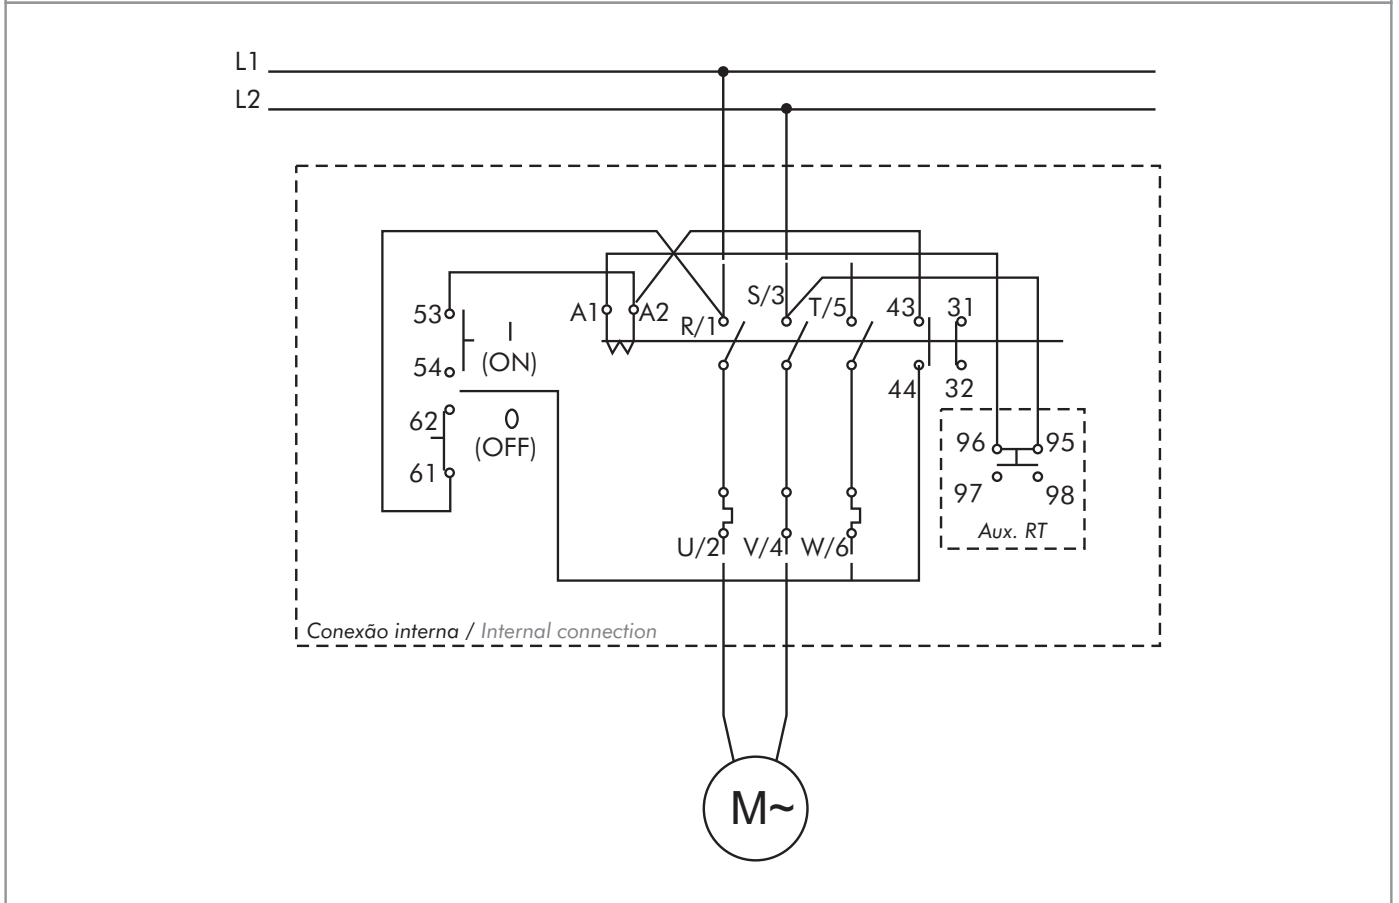 L1
L2
S/3
53
I
(ON)
A1
A2
R/1
T/5
43
31
54
44
32
62
0
(OFF)
61
96
95
97
98
Aux. RT
U/2
V/4
W/6
Conexão interna / Internal connection
M~